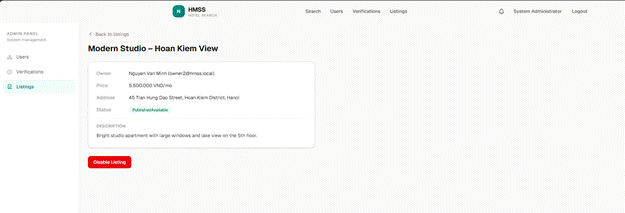 H
HMSS
HOTEL SEARCH
Search
Users
Verifications
Listings
System Administrator
Logout
ADMIN PANEL
System management
Users
Verifications
Listings
Back to listings
Modern Studio – Hoan Kiem View
Owner Nguyen Van Minh (owner2@hmss.local)
Price 5,500,000 VND/mo
Address 45 Tran Hung Dao Street, Hoan Kiem District, Hanoi
Status PublishedAvailable
DESCRIPTION
Bright studio apartment with large windows and lake view on the 5th floor.
Disable Listing